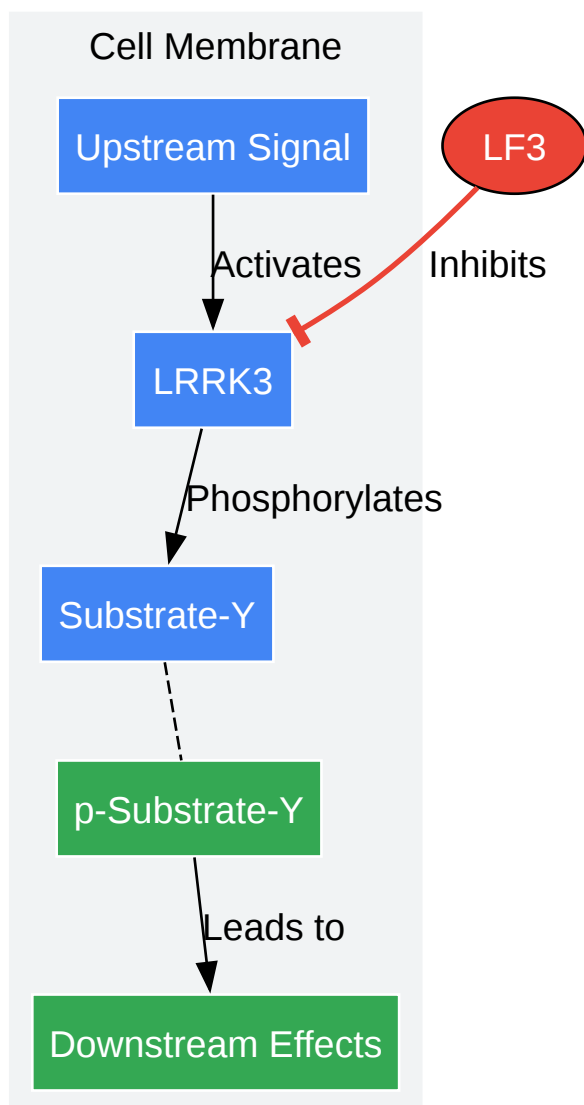 Cell Membrane
Upstream Signal
LF3
Activates
Inhibits
LRRK3
Phosphorylates
Substrate-Y
p-Substrate-Y
Leads to
Downstream Effects